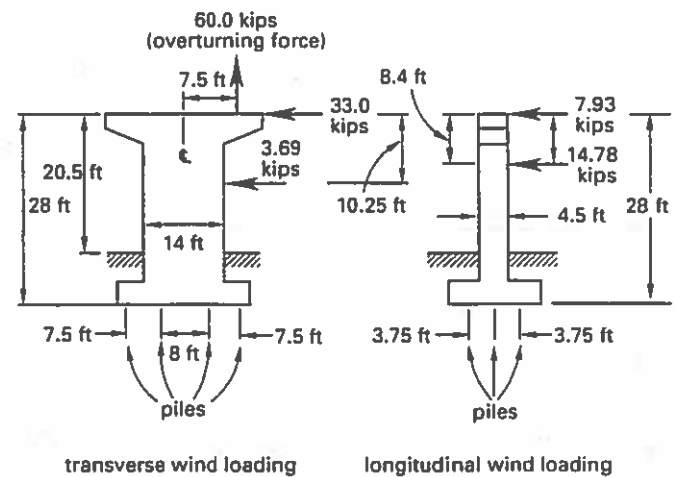 60.0 kips
(overturning force)
7.5 ft
8.4 ft
33.0
kips
7.93
kips
3.69
kips
℄
14.78
kips
20.5 ft
28 ft
10.25 ft
14 ft
4.5 ft
28 ft
7.5 ft
8 ft
7.5 ft
3.75 ft
3.75 ft
piles
piles
transverse wind loading
longitudinal wind loading